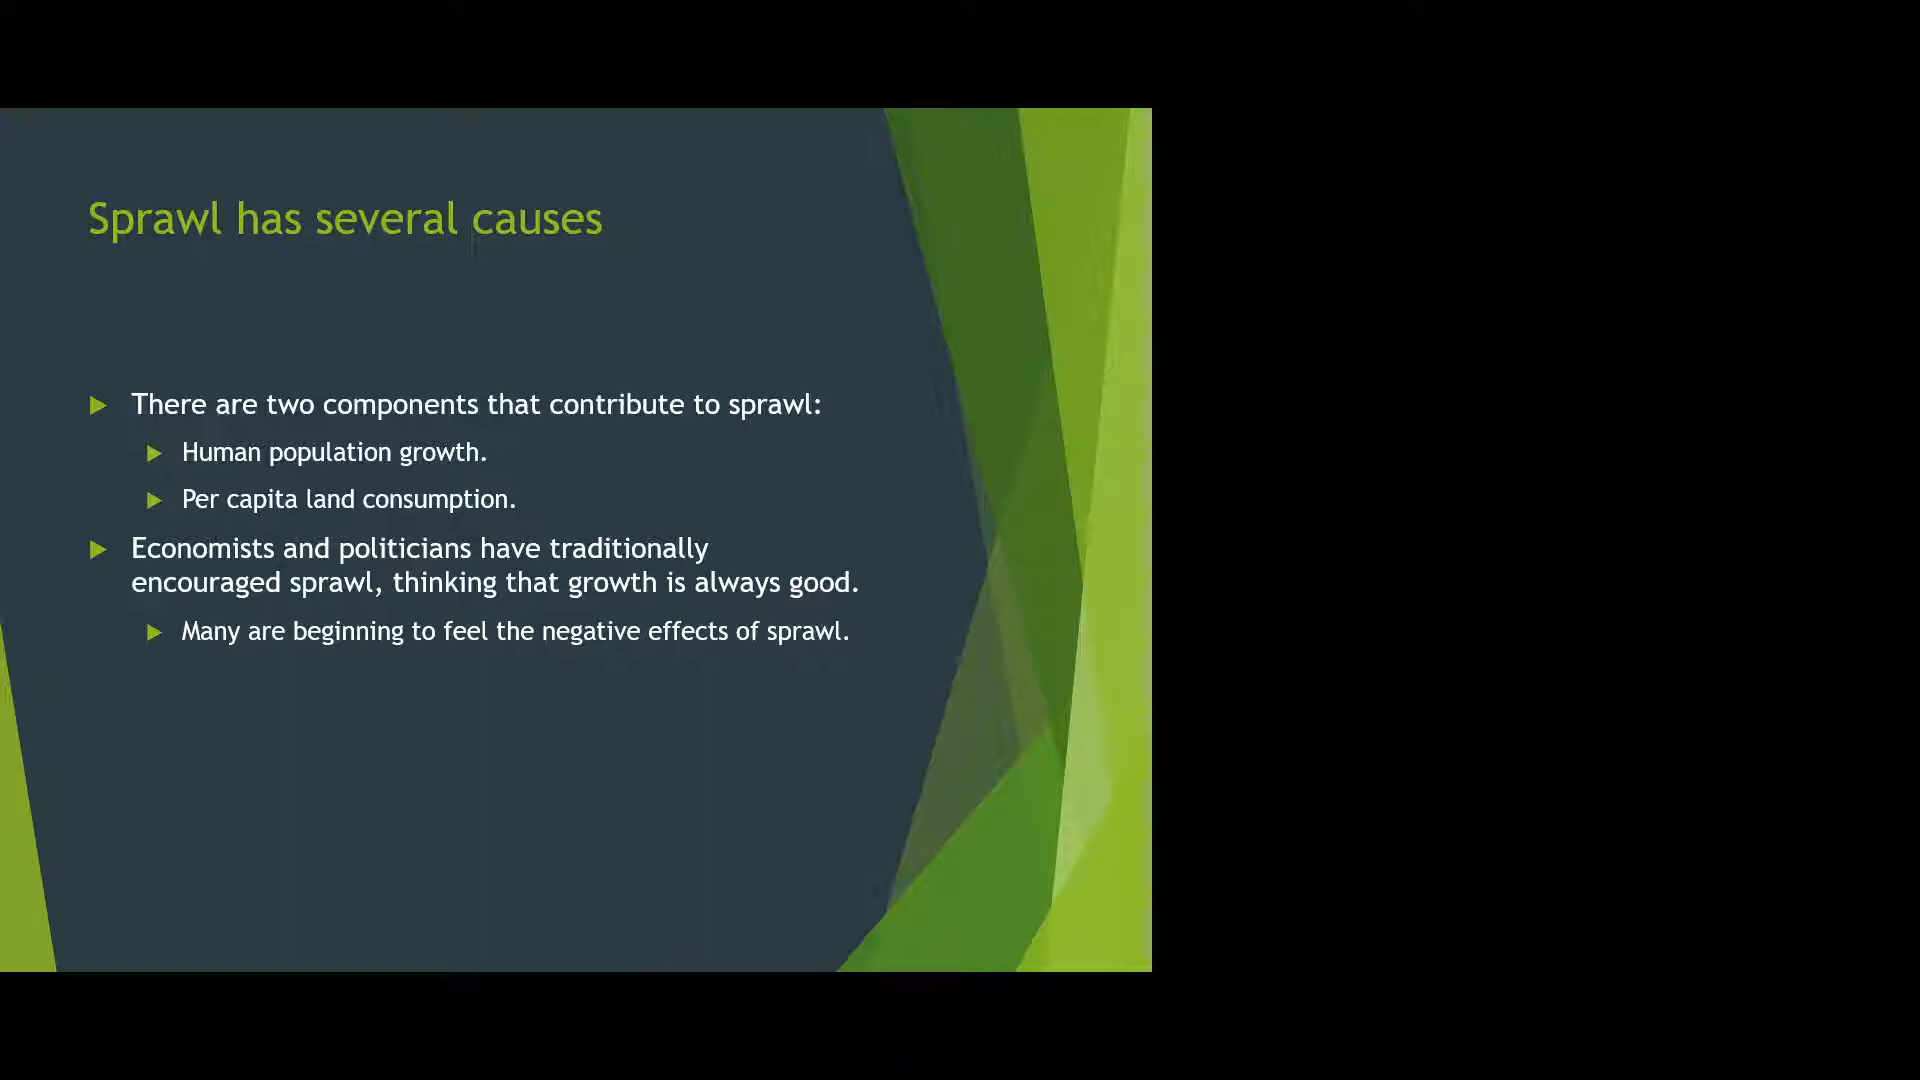 Sprawl has several causes
There are two components that contribute to sprawl:
Human population growth.
Per capita land consumption.
Economists and politicians have traditionally
encouraged sprawl, thinking that growth is always good.
Many are beginning to feel the negative effects of sprawl.